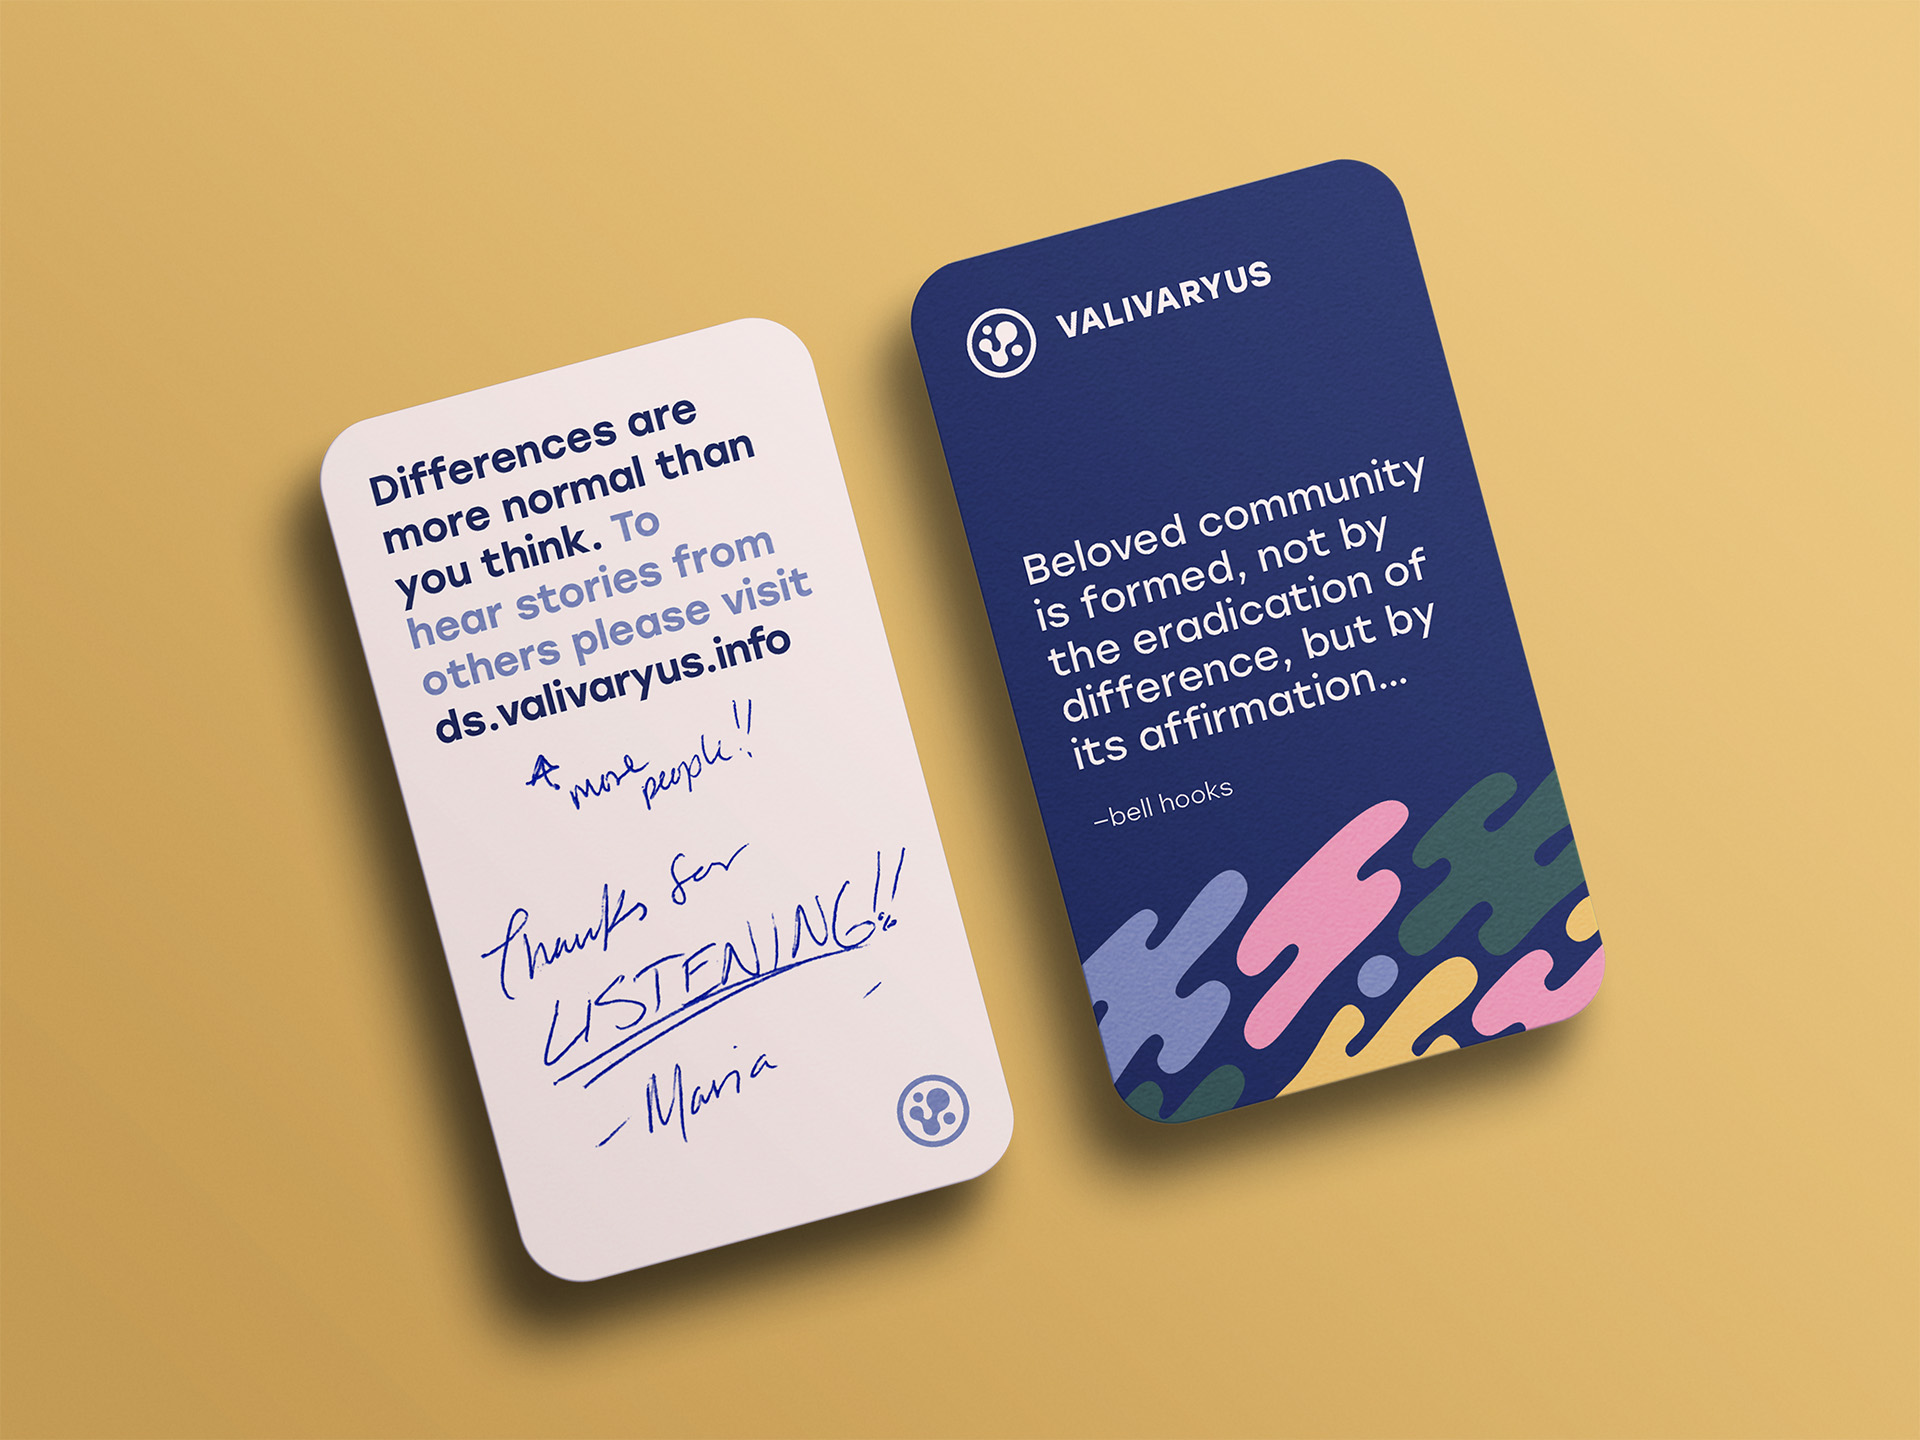 Differences are
more normal than
you think. To
hear stories from
others please visit
ds.valivaryus.info
more
people!!
Thanks for
LISTENING!!
- Maria -
VALIVARYUS
Beloved community
is formed, not by
the eradication of
difference, but by
its affirmation...
–bell hooks